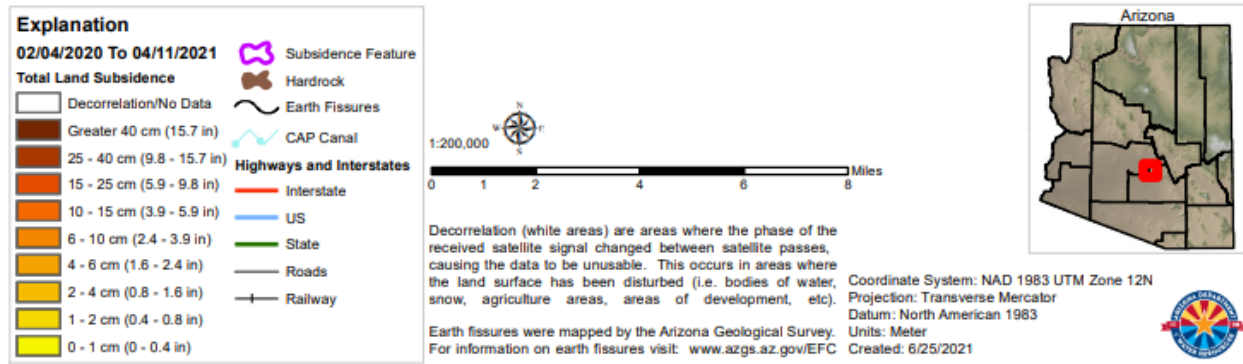 Explanation
02/04/2020 To 04/11/2021
Total Land Subsidence
Decorrelation/No Data
Greater 40 cm (15.7 in)
25 - 40 cm (9.8 - 15.7 in)
15 - 25 cm (5.9 - 9.8 in)
10 - 15 cm (3.9 - 5.9 in)
6 - 10 cm (2.4 - 3.9 in)
4 - 6 cm (1.6 - 2.4 in)
2 - 4 cm (0.8 - 1.6 in)
1 - 2 cm (0.4 - 0.8 in)
0 - 1 cm (0 - 0.4 in)
Subsidence Feature
Hardrock
Earth Fissures
CAP Canal
Highways and Interstates
Interstate
US
State
Roads
Railway
N
W E
S
1:200,000
0 1 2 4 6 8 Miles
Decorrelation (white areas) are areas where the phase of the
received satellite signal changed between satellite passes,
causing the data to be unusable. This occurs in areas where
the land surface has been disturbed (i.e. bodies of water,
snow, agriculture areas, areas of development, etc).
Earth fissures were mapped by the Arizona Geological Survey.
For information on earth fissures visit: www.azgs.az.gov/EFC
Arizona
Coordinate System: NAD 1983 UTM Zone 12N
Projection: Transverse Mercator
Datum: North American 1983
Units: Meter
Created: 6/25/2021
ARIZONA DEPARTMENT
WATER RESOURCES